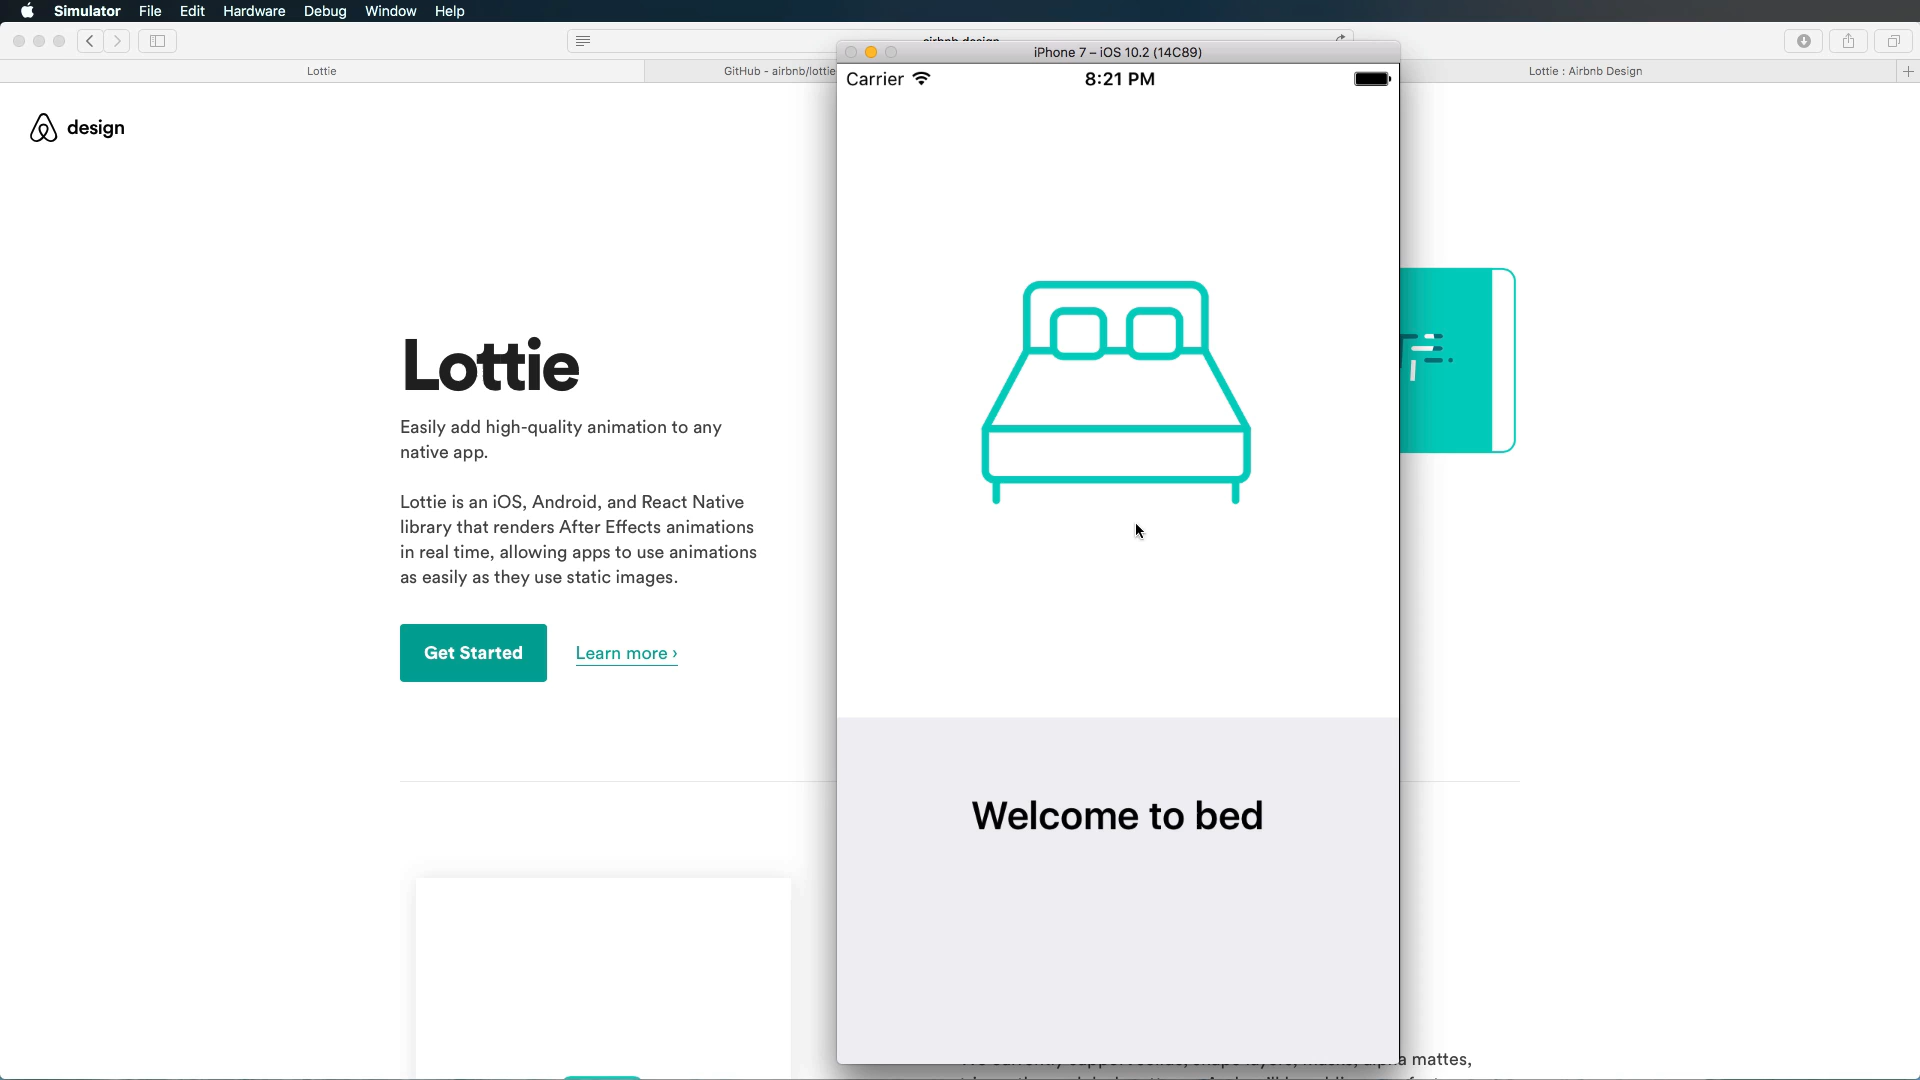 Simulator File Edit Hardware Debug Window Help
iPhone 7 – iOS 10.2 (14C89)
Lottie
GitHub - airbnb/lottie
Lottie : Airbnb Design
Carrier 8:21 PM
design
Lottie
Easily add high-quality animation to any
native app.
Lottie is an iOS, Android, and React Native
library that renders After Effects animations
in real time, allowing apps to use animations
as easily as they use static images.
Get Started
Learn more ›
Welcome to bed
mattes,